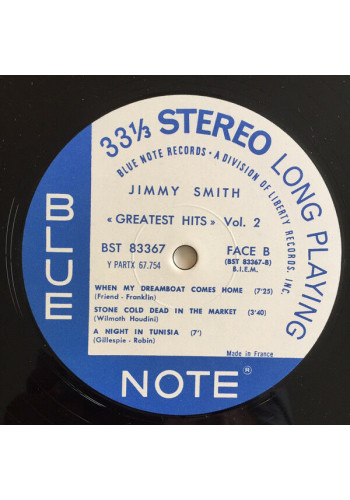 33⅓ STEREO LONG PLAYING
BLUE NOTE RECORDS • A DIVISION OF LIBERTY RECORDS, INC.
JIMMY SMITH
« GREATEST HITS » Vol. 2
BST 83367
FACE B
Y PARTX 67.754
(BST 83367-B)
B.I.E.M.
WHEN MY DREAMBOAT COMES HOME (7'25)
(Friend - Franklin)
STONE COLD DEAD IN THE MARKET (3'40)
(Wilmoth Houdini)
A NIGHT IN TUNISIA (7')
(Gillespie - Robin)
Made in France
BLUE
NOTE®